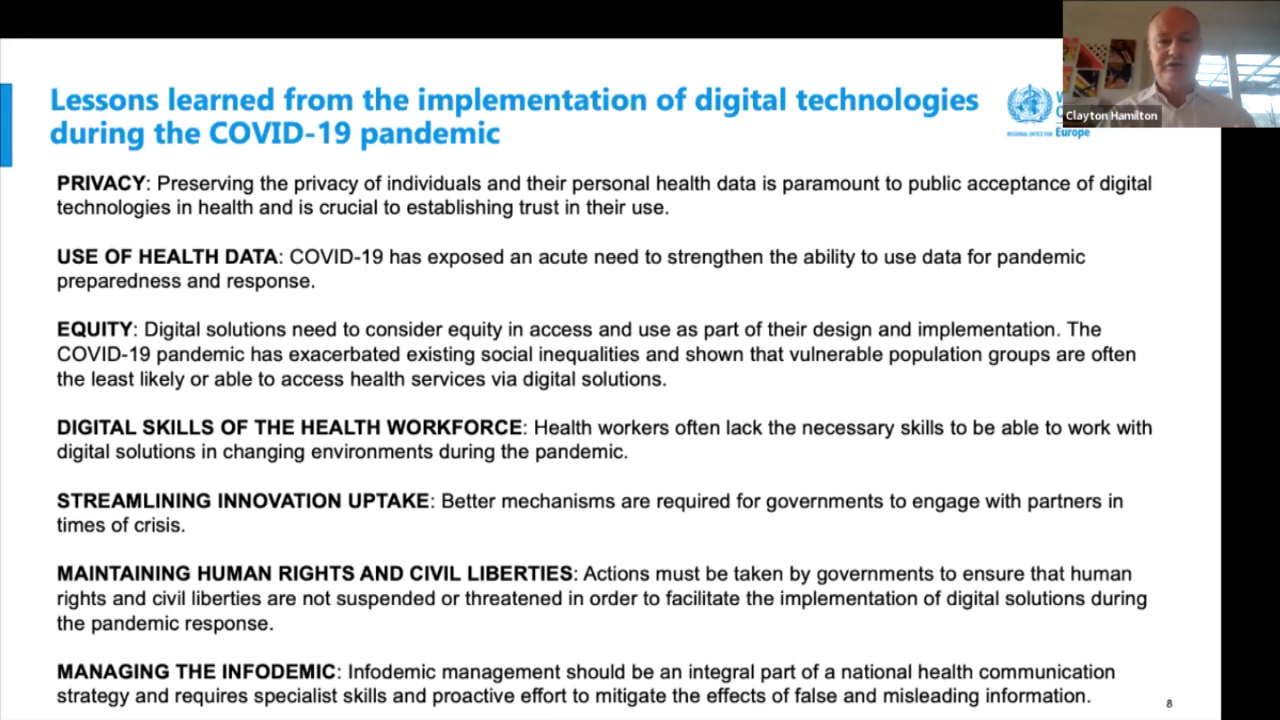 Lessons learned from the implementation of digital technologies
during the COVID-19 pandemic
REGIONAL OFFICE FOR Europe
Clayton Hamilton
PRIVACY: Preserving the privacy of individuals and their personal health data is paramount to public acceptance of digital
technologies in health and is crucial to establishing trust in their use.
USE OF HEALTH DATA: COVID-19 has exposed an acute need to strengthen the ability to use data for pandemic
preparedness and response.
EQUITY: Digital solutions need to consider equity in access and use as part of their design and implementation. The
COVID-19 pandemic has exacerbated existing social inequalities and shown that vulnerable population groups are often
the least likely or able to access health services via digital solutions.
DIGITAL SKILLS OF THE HEALTH WORKFORCE: Health workers often lack the necessary skills to be able to work with
digital solutions in changing environments during the pandemic.
STREAMLINING INNOVATION UPTAKE: Better mechanisms are required for governments to engage with partners in
times of crisis.
MAINTAINING HUMAN RIGHTS AND CIVIL LIBERTIES: Actions must be taken by governments to ensure that human
rights and civil liberties are not suspended or threatened in order to facilitate the implementation of digital solutions during
the pandemic response.
MANAGING THE INFODEMIC: Infodemic management should be an integral part of a national health communication
strategy and requires specialist skills and proactive effort to mitigate the effects of false and misleading information.
8